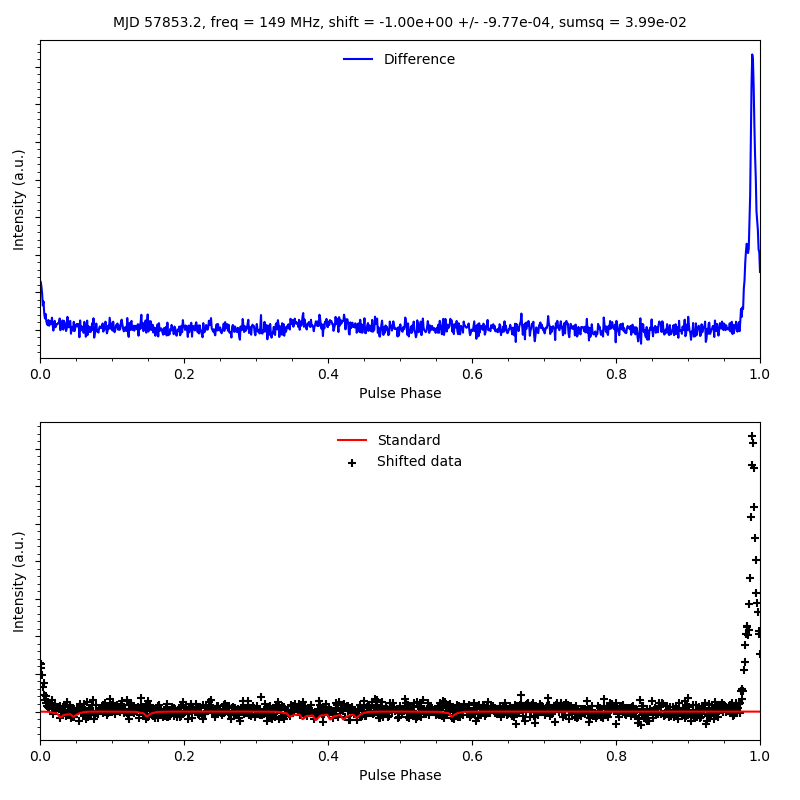 MJD 57853.2, freq = 149 MHz, shift = -1.00e+00 +/- -9.77e-04, sumsq = 3.99e-02
Difference
Intensity (a.u.)
0.0 0.2 0.4 0.6 0.8 1.0
Pulse Phase
Standard
Shifted data
Intensity (a.u.)
0.0 0.2 0.4 0.6 0.8 1.0
Pulse Phase